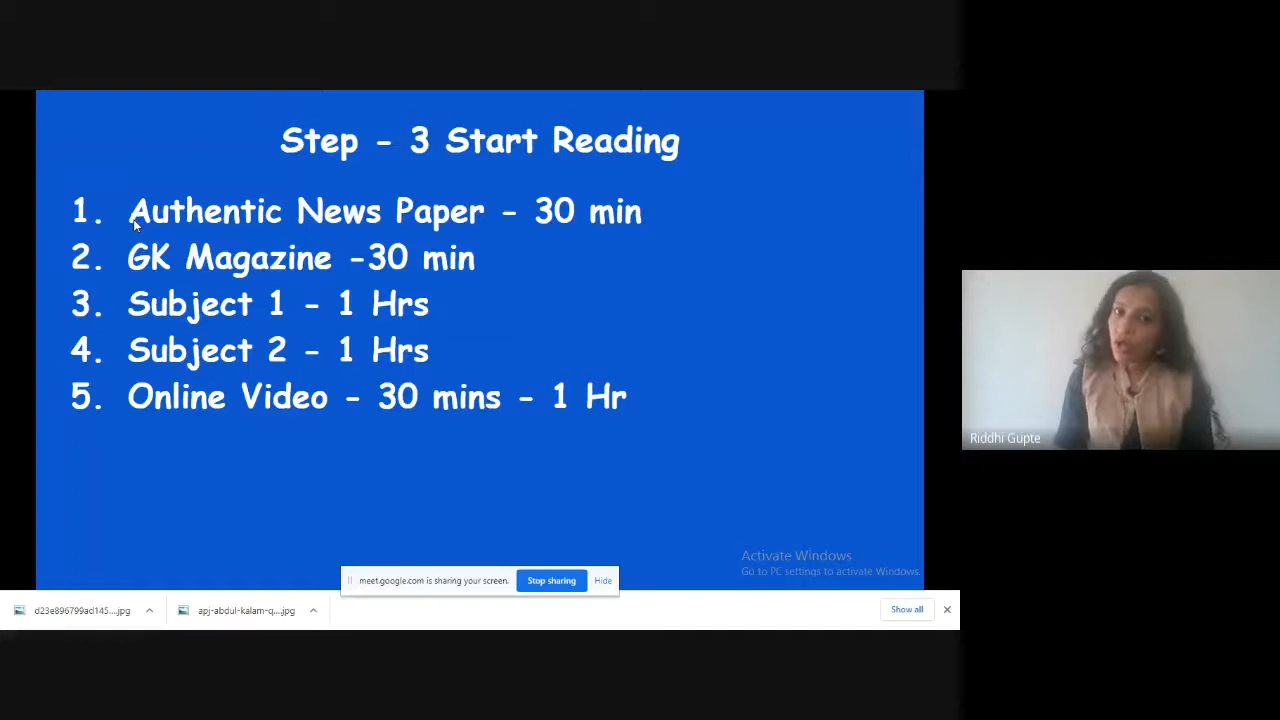 Step - 3 Start Reading
1. Authentic News Paper - 30 min
2. GK Magazine -30 min
3. Subject 1 - 1 Hrs
4. Subject 2 - 1 Hrs
5. Online Video - 30 mins - 1 Hr
Riddhi Gupte
Activate Windows
Go to PC settings to activate Windows.
meet.google.com is sharing your screen. Stop sharing Hide
d23e896799ad145....jpg apj-abdul-kalam-q....jpg Show all